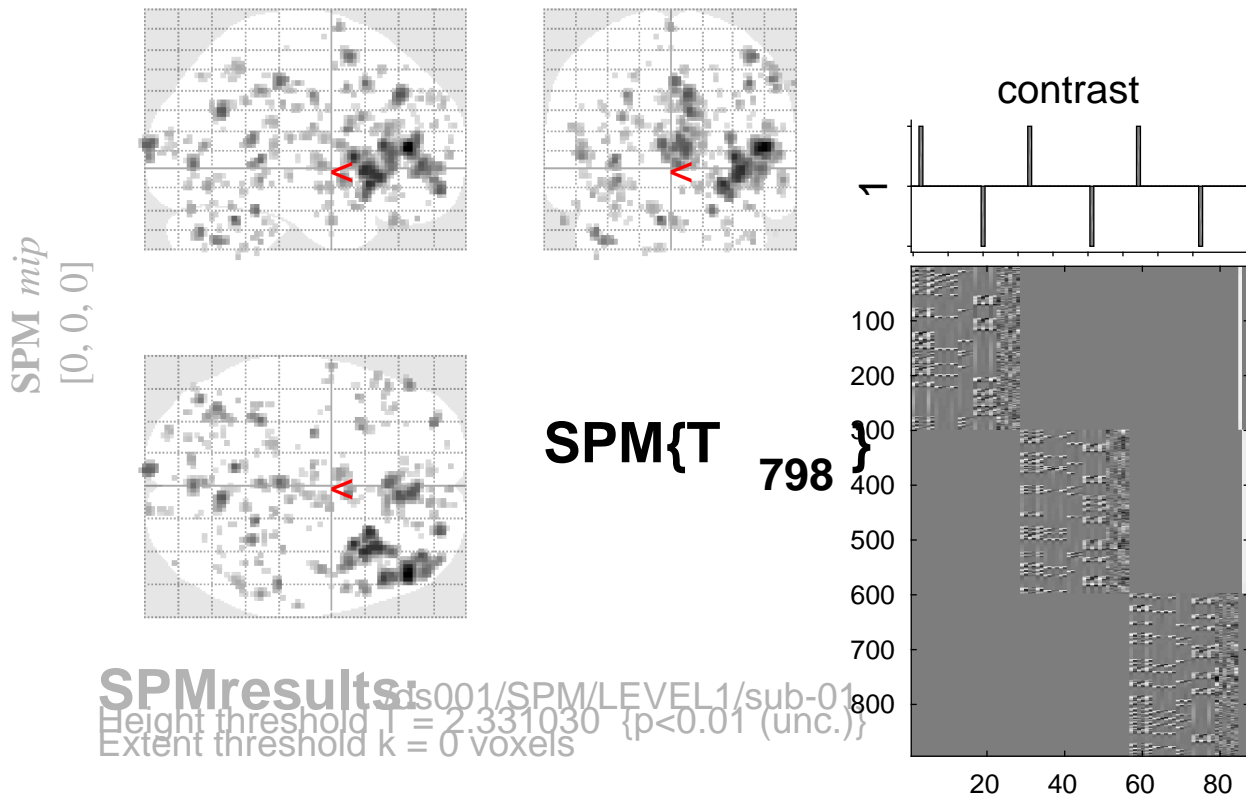 SPM mip
[0, 0, 0]
<
<
<
SPM{T 798 }
contrast
1
100
200
300
400
500
600
700
800
20 40 60 80
SPMresults: ./ds001/SPM/LEVEL1/sub-01
Height threshold T = 2.331030 {p<0.01 (unc.)}
Extent threshold k = 0 voxels